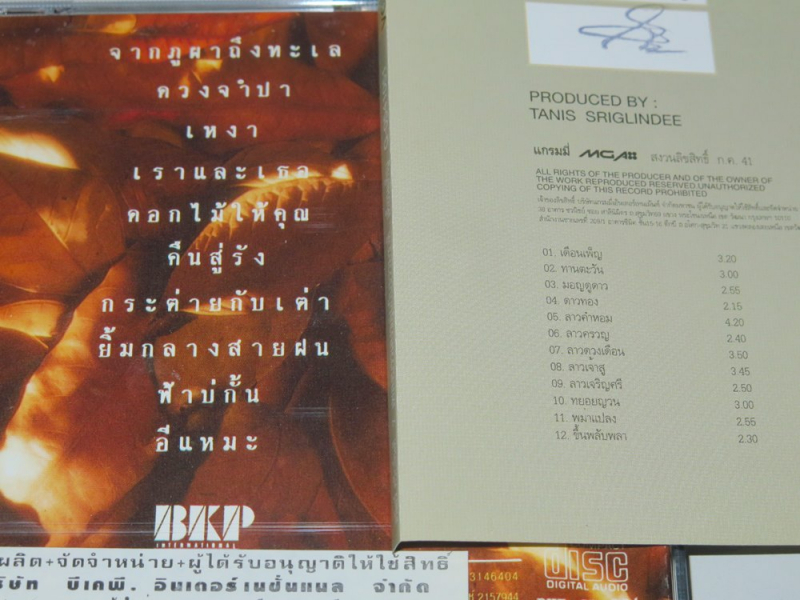 จากภูผาถึงทะเล
ดวงจำปา
เหงา
เราและเธอ
ดอกไม้ให้คุณ
คืนสู่รัง
กระต่ายกับเต่า
ยิ้มกลางสายฝน
ฟ้าบ่กั้น
อีแหมะ
BKP
INTERNATIONAL
ผลิต+จัดจำหน่าย+ผู้ได้รับอนุญาตให้ใช้สิทธิ์
บีเคพี. อินเตอร์เนชั่นแนล จำกัด
PRODUCED BY :
TANIS SRIGLINDEE
แกรมมี่ MGA สงวนลิขสิทธิ์ ก.ค. 41
ALL RIGHTS OF THE PRODUCER AND OF THE OWNER OF
THE WORK REPRODUCED RESERVED UNAUTHORIZED
COPYING OF THIS RECORD PROHIBITED
01. เดือนเพ็ญ 3.20
02. ทานตะวัน 3.00
03. มอญดูดาว 2.55
04. ดาวทอง 2.15
05. ลาวคำหอม 4.20
06. ลาวครวญ 2.40
07. ลาวดวงเดือน 3.50
08. ลาวเจ้าสู 3.45
09. ลาวเจริญศรี 2.50
10. ทยอยญวน 3.00
11. พม่าแปลง 2.55
12. ขึ้นพลับพลา 2.30
3146404
2157944
DISC
DIGITAL AUDIO